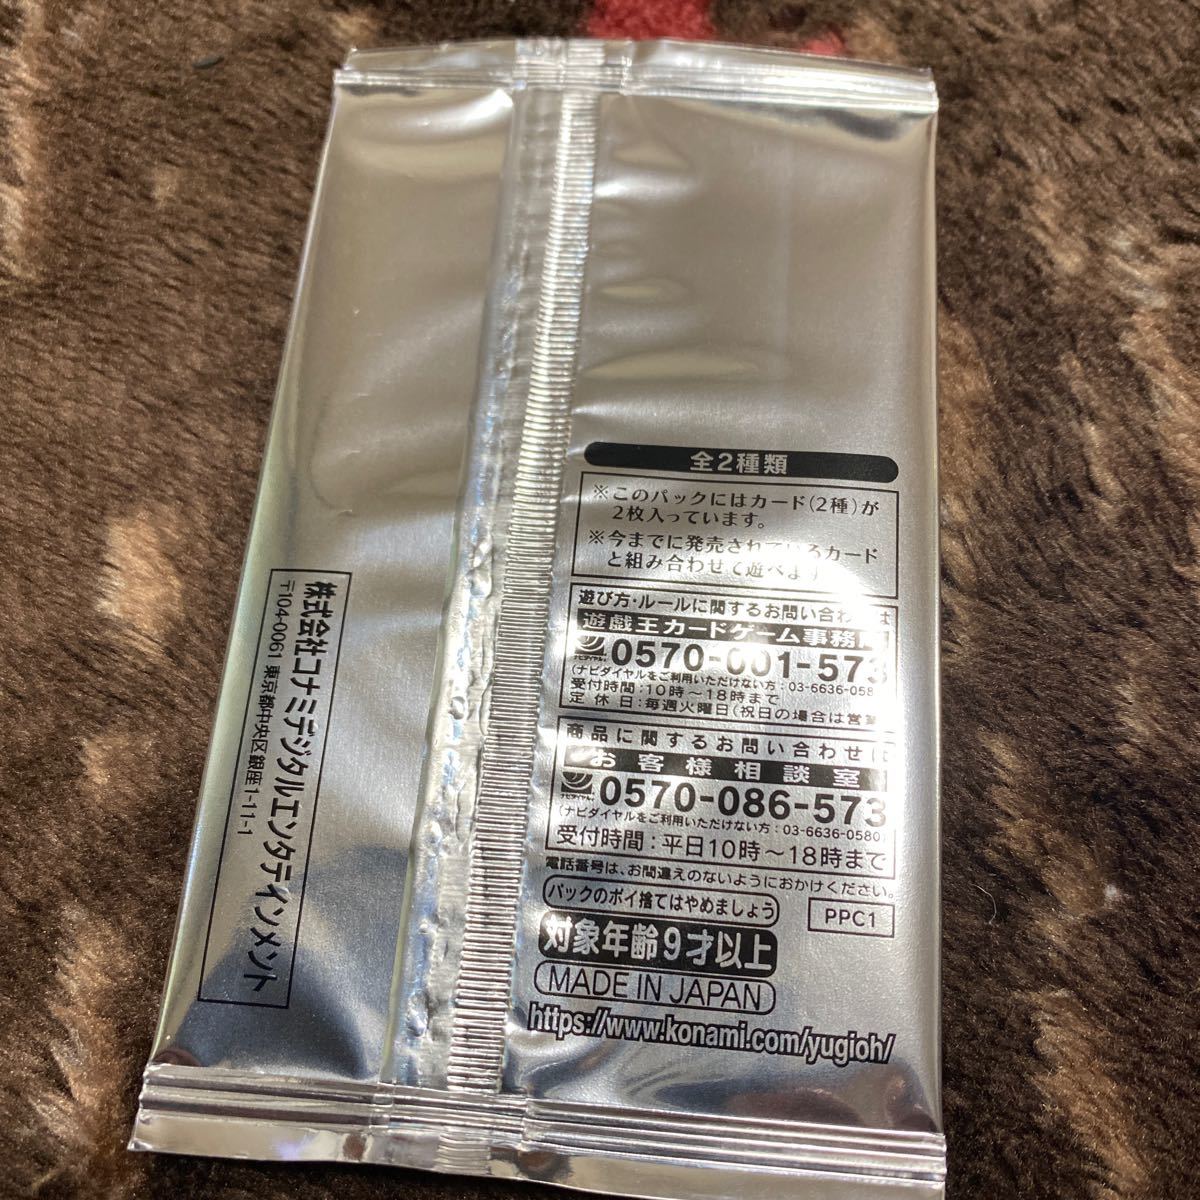 全2種類
※このパックにはカード(2種)が
2枚入っています。
※今までに発売されているカード
と組み合わせて遊べます
遊び方・ルールに関するお問い合わせは
遊戯王カードゲーム事務局
0570-001-573
(ナビダイヤルをご利用いただけない方:03-6636-058
受付時間:10時～18時まで
定休日:毎週火曜日(祝日の場合は営業
商品に関するお問い合わせは
お客様相談室
0570-086-573
(ナビダイヤルをご利用いただけない方:03-6636-0580)
受付時間:平日10時～18時まで
電話番号は、お間違えのないようにおかけください。
パックのポイ捨てはやめましょう
PPC1
対象年齢9才以上
MADE IN JAPAN
https://www.konami.com/yugioh/
株式会社コナミデジタルエンタテインメント
〒104-0061 東京都中央区銀座1-11-1